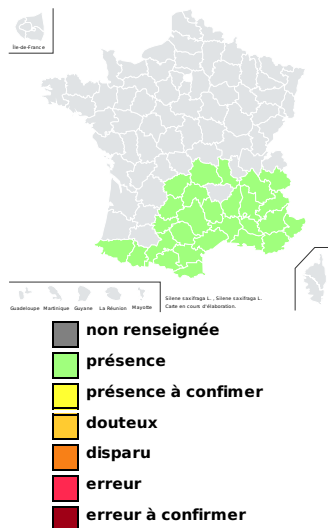 Île-de-France
Silene saxifraga L. , Silene saxifraga L.
Carte en cours d'élaboration.
Guadeloupe Martinique Guyane La Réunion Mayotte
non renseignée
présence
présence à confimer
douteux
disparu
erreur
erreur à confirmer